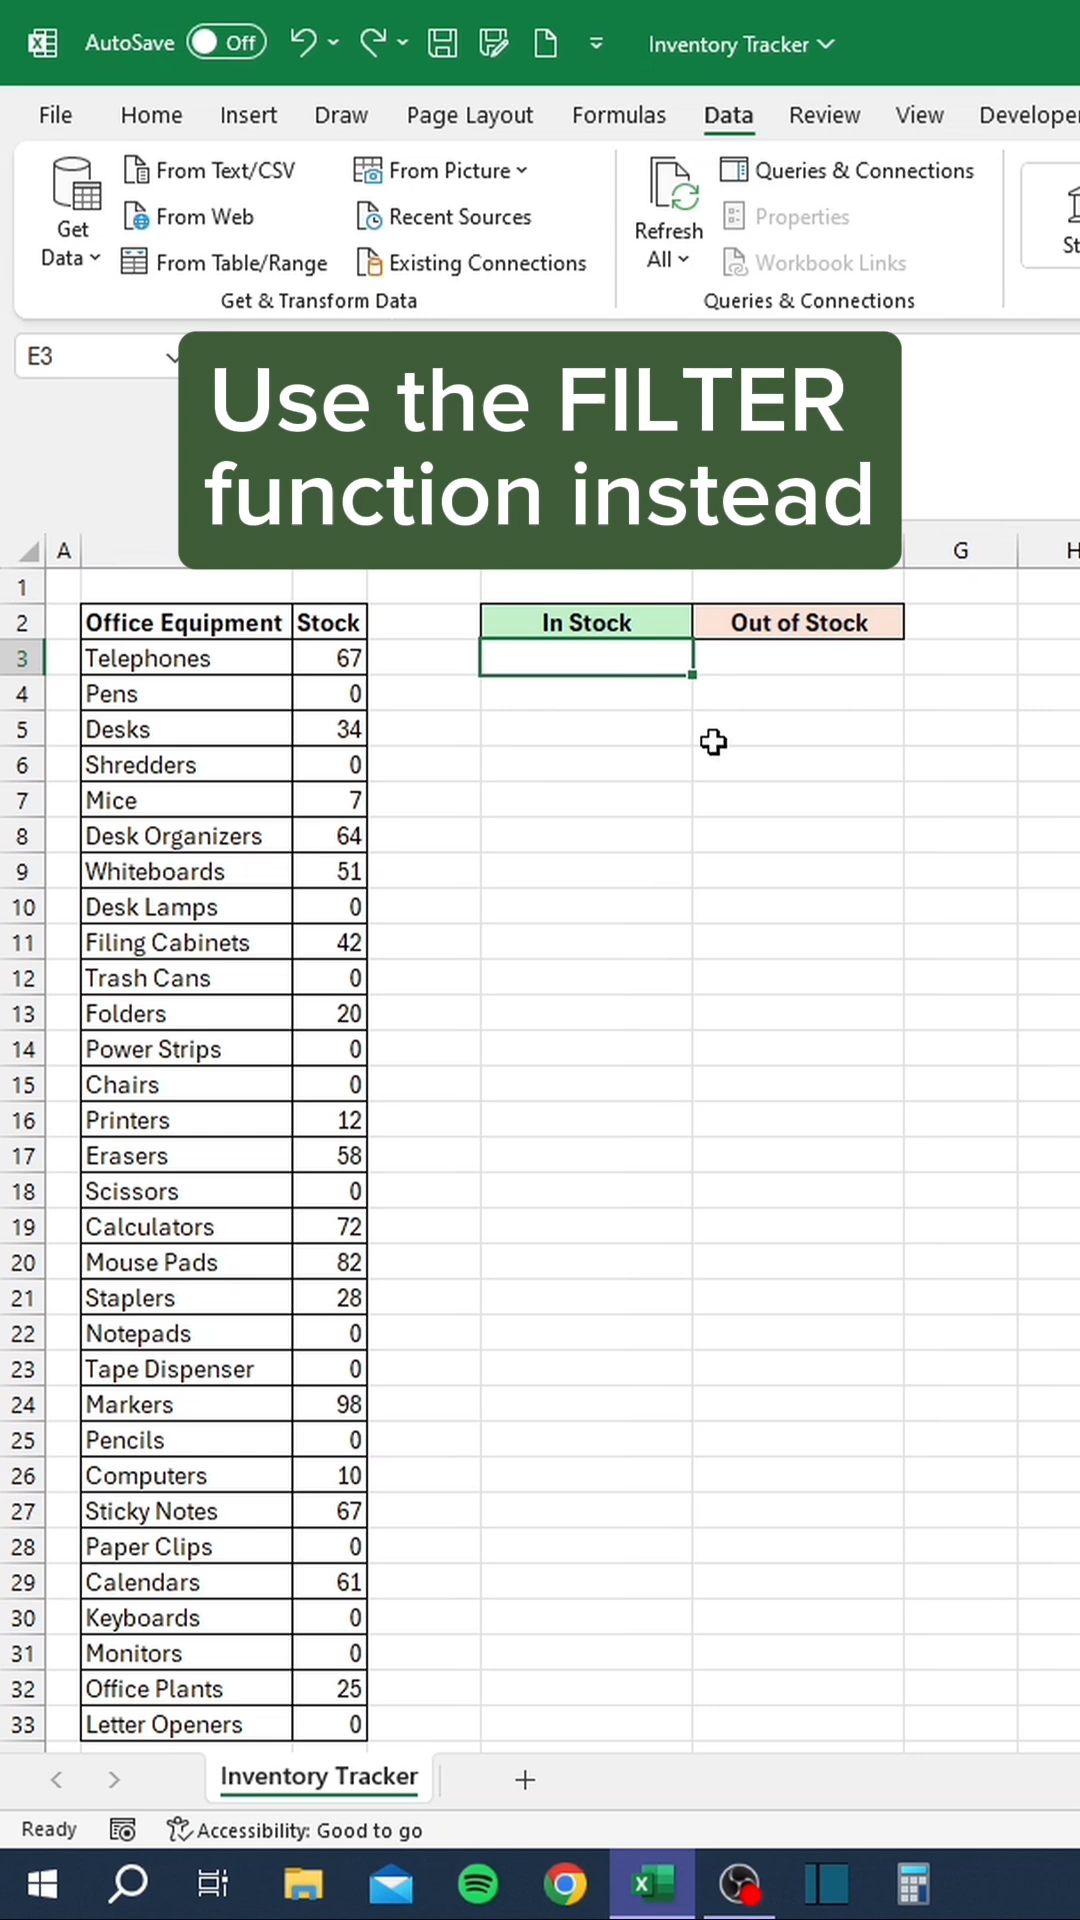 AutoSave Off Inventory Tracker
File Home Insert Draw Page Layout Formulas Data Review View Developer
Get Data
From Text/CSV
From Web
From Table/Range
From Picture
Recent Sources
Existing Connections
Get & Transform Data
Refresh All
Queries & Connections
Properties
Workbook Links
Queries & Connections
St
E3
Use the FILTER
function instead
A G H
1
2 Office Equipment Stock In Stock Out of Stock
3 Telephones 67
4 Pens 0
5 Desks 34
6 Shredders 0
7 Mice 7
8 Desk Organizers 64
9 Whiteboards 51
10 Desk Lamps 0
11 Filing Cabinets 42
12 Trash Cans 0
13 Folders 20
14 Power Strips 0
15 Chairs 0
16 Printers 12
17 Erasers 58
18 Scissors 0
19 Calculators 72
20 Mouse Pads 82
21 Staplers 28
22 Notepads 0
23 Tape Dispenser 0
24 Markers 98
25 Pencils 0
26 Computers 10
27 Sticky Notes 67
28 Paper Clips 0
29 Calendars 61
30 Keyboards 0
31 Monitors 0
32 Office Plants 25
33 Letter Openers 0
Inventory Tracker
Ready Accessibility: Good to go